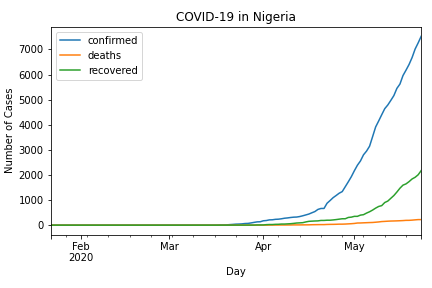 COVID-19 in Nigeria
confirmed
deaths
recovered
Number of Cases
7000
6000
5000
4000
3000
2000
1000
0
Feb
2020
Mar
Apr
May
Day